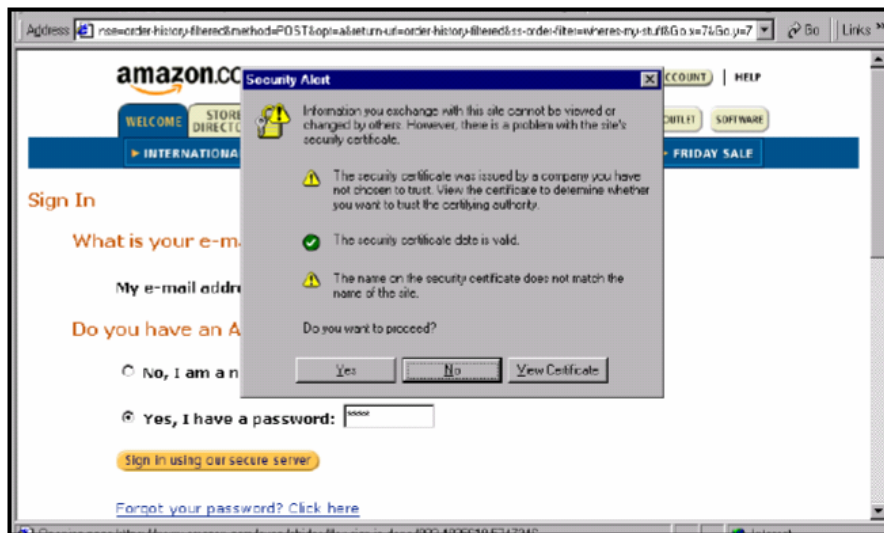 Address nse=order-history-filtered&method=POST&opt=a&return-url=order-history-filtered&ss-order-filter=wheres-my-stuff&Go.x=7&Go.y=7 Go Links »
amazon.co
Security Alert
ACCOUNT) | HELP
WELCOME STORE DIRECTO
OUTLET SOFTWARE
INTERNATIONA
FRIDAY SALE
Information you exchange with this site cannot be viewed or
changed by others. However, there is a problem with the site's
security certificate.
The security certificate was issued by a company you have
not chosen to trust. View the certificate to determine whether
you want to trust the certifying authority.
The security certificate date is valid.
The name on the security certificate does not match the
name of the site.
Do you want to proceed?
Yes No View Certificate
Sign In
What is your e-m
My e-mail addre
Do you have an A
No, I am a n
Yes, I have a password: *****
Sign in using our secure server
Forgot your password? Click here